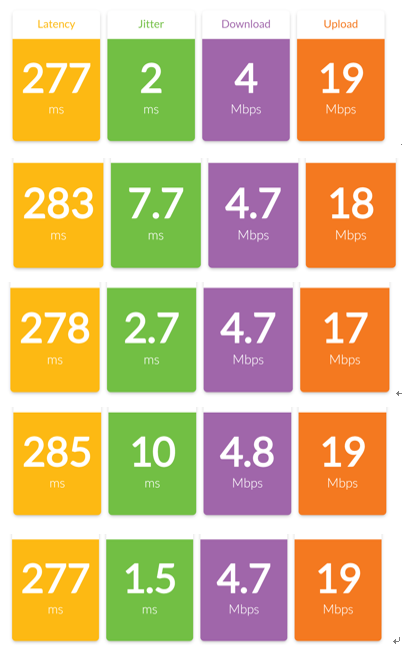 Latency Jitter Download Upload
277 2 4 19
ms ms Mbps Mbps
283 7.7 4.7 18
ms ms Mbps Mbps
278 2.7 4.7 17
ms ms Mbps Mbps
285 10 4.8 19
ms ms Mbps Mbps
277 1.5 4.7 19
ms ms Mbps Mbps